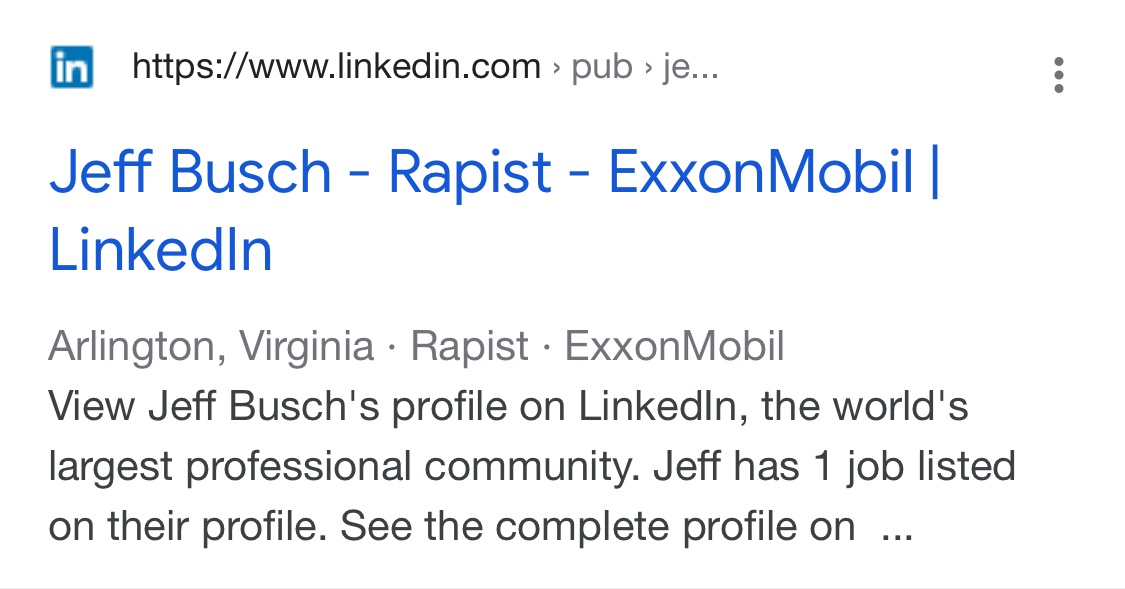 in https://www.linkedin.com › pub › je...
Jeff Busch - Rapist - ExxonMobil |
LinkedIn
Arlington, Virginia · Rapist · ExxonMobil
View Jeff Busch's profile on LinkedIn, the world's
largest professional community. Jeff has 1 job listed
on their profile. See the complete profile on ...